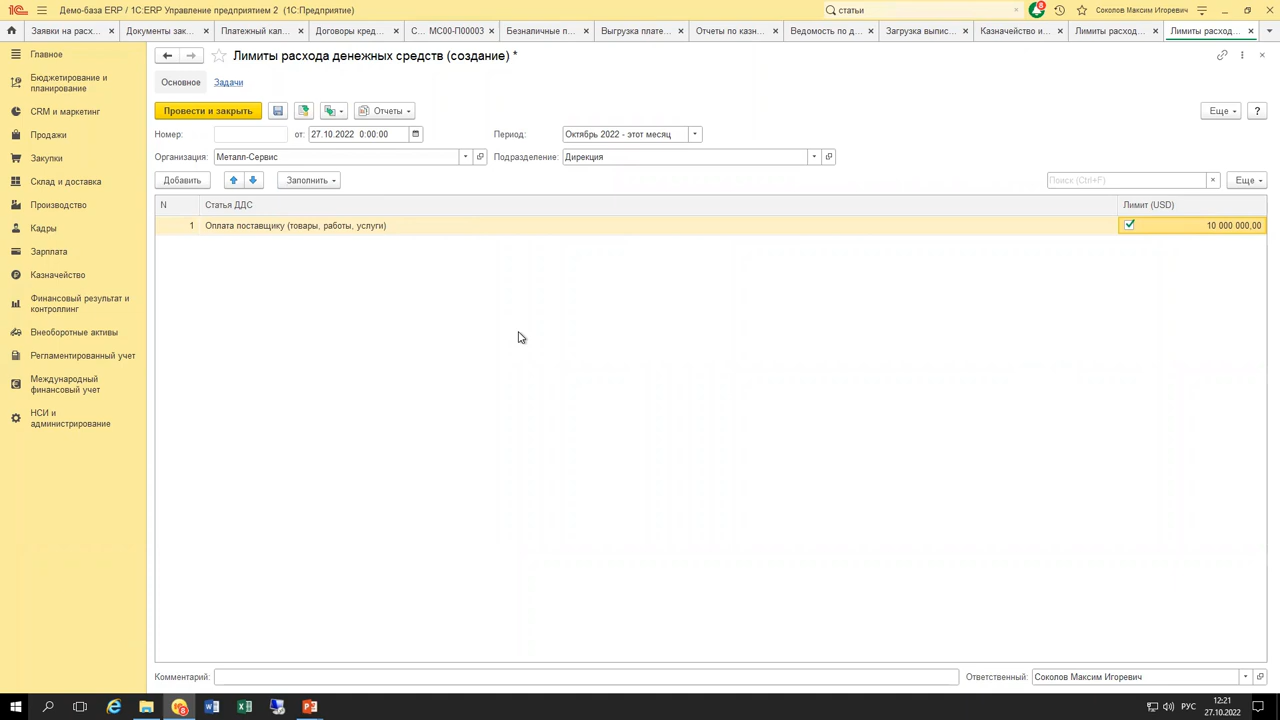 Демо-база ERP / 1С:ERP Управление предприятием 2 (1С:Предприятие)
статьи
8
Соколов Максим Игоревич
Заявки на расх...
Документы зак...
Платежный кал...
Договоры кред...
С... МС00-П00003
Безналичные п...
Выгрузка плате...
Отчеты по казн...
Ведомость по д...
Загрузка выпис...
Казначейство и...
Лимиты расход...
Лимиты расход...
Главное
Бюджетирование и
планирование
CRM и маркетинг
Продажи
Закупки
Склад и доставка
Производство
Кадры
Зарплата
Казначейство
Финансовый результат и
контроллинг
Внеоборотные активы
Регламентированный учет
Международный
финансовый учет
НСИ и
администрирование
Лимиты расхода денежных средств (создание) *
Основное Задачи
Провести и закрыть Отчеты Еще ?
Номер: от: 27.10.2022 0:00:00 Период: Октябрь 2022 - этот месяц
Организация: Металл-Сервис Подразделение: Дирекция
Добавить Заполнить Поиск (Ctrl+F) × Еще
N Статья ДДС Лимит (USD)
1 Оплата поставщику (товары, работы, услуги) 10 000 000,00
Комментарий: Ответственный: Соколов Максим Игоревич
РУС
12:21
27.10.2022